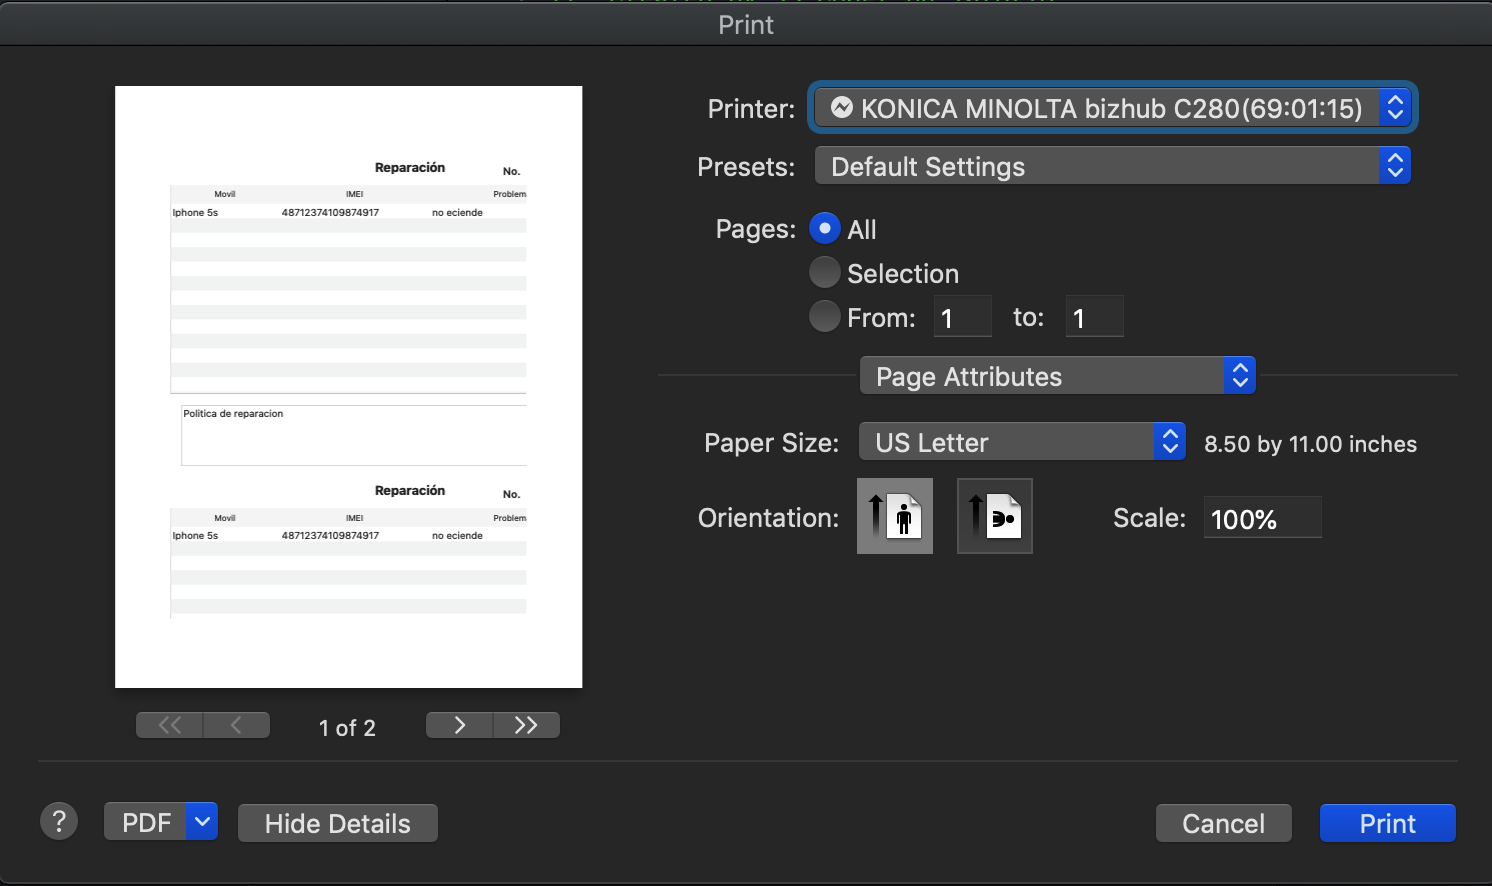 Print
Reparación No.
Movil IMEI Problem
Iphone 5s 48712374109874917 no eciende
Politica de reparacion
Reparación No.
Movil IMEI Problem
Iphone 5s 48712374109874917 no eciende
1 of 2
Printer: KONICA MINOLTA bizhub C280(69:01:15)
Presets: Default Settings
Pages: All
Selection
From: 1 to: 1
Page Attributes
Paper Size: US Letter 8.50 by 11.00 inches
Orientation: Scale: 100%
? PDF Hide Details Cancel Print